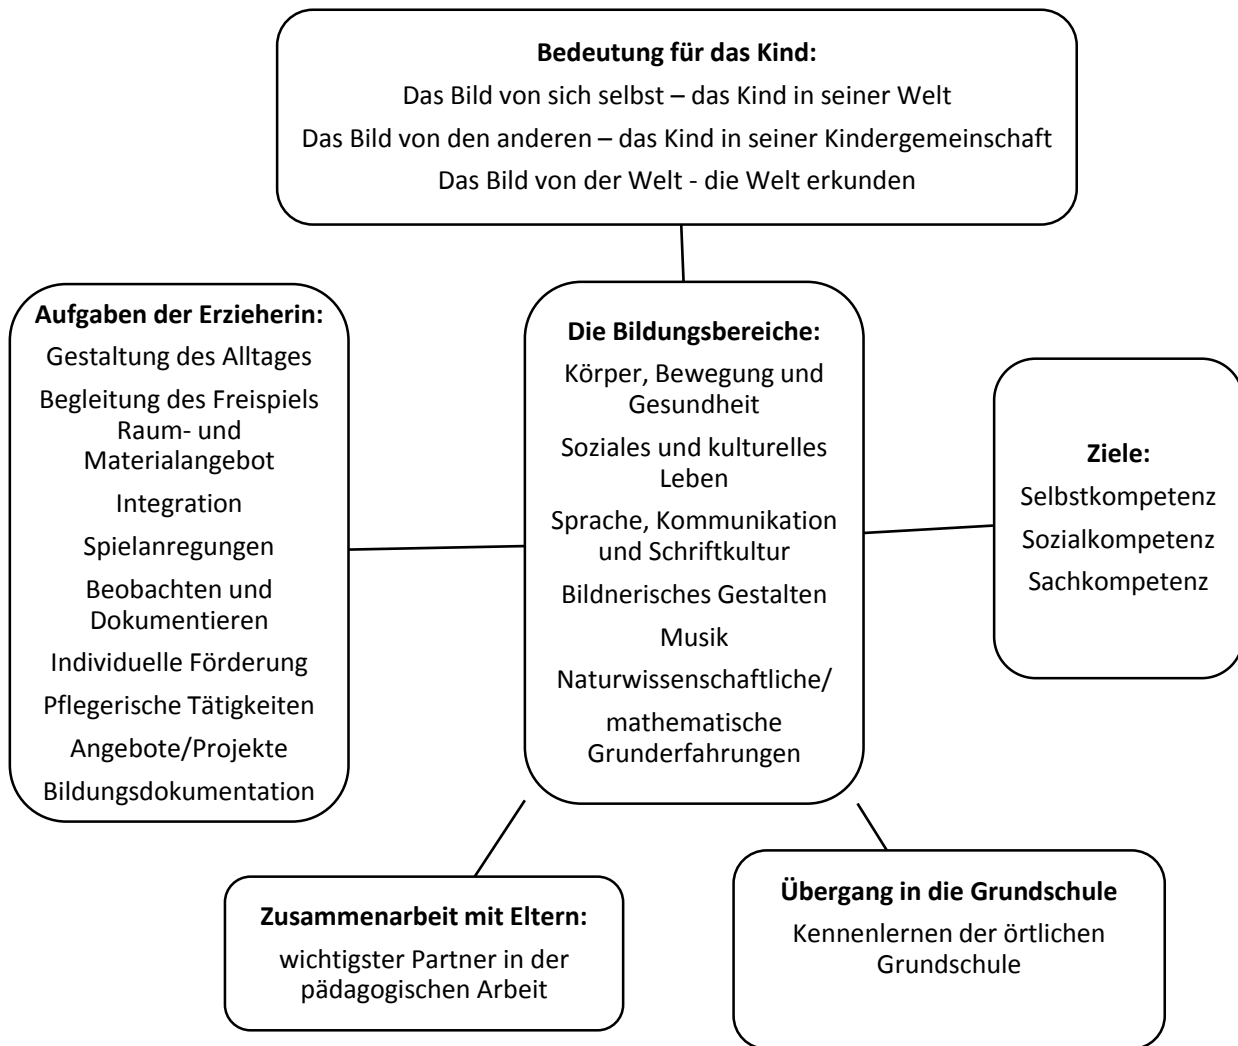 Bedeutung für das Kind:
Das Bild von sich selbst – das Kind in seiner Welt
Das Bild von den anderen – das Kind in seiner Kindergemeinschaft
Das Bild von der Welt - die Welt erkunden
Aufgaben der Erzieherin:
Gestaltung des Alltages
Begleitung des Freispiels
Raum- und
Materialangebot
Integration
Spielanregungen
Beobachten und
Dokumentieren
Individuelle Förderung
Pflegerische Tätigkeiten
Angebote/Projekte
Bildungsdokumentation
Die Bildungsbereiche:
Körper, Bewegung und
Gesundheit
Soziales und kulturelles
Leben
Sprache, Kommunikation
und Schriftkultur
Bildnerisches Gestalten
Musik
Naturwissenschaftliche/
mathematische
Grunderfahrungen
Ziele:
Selbstkompetenz
Sozialkompetenz
Sachkompetenz
Zusammenarbeit mit Eltern:
wichtigster Partner in der
pädagogischen Arbeit
Übergang in die Grundschule
Kennenlernen der örtlichen
Grundschule